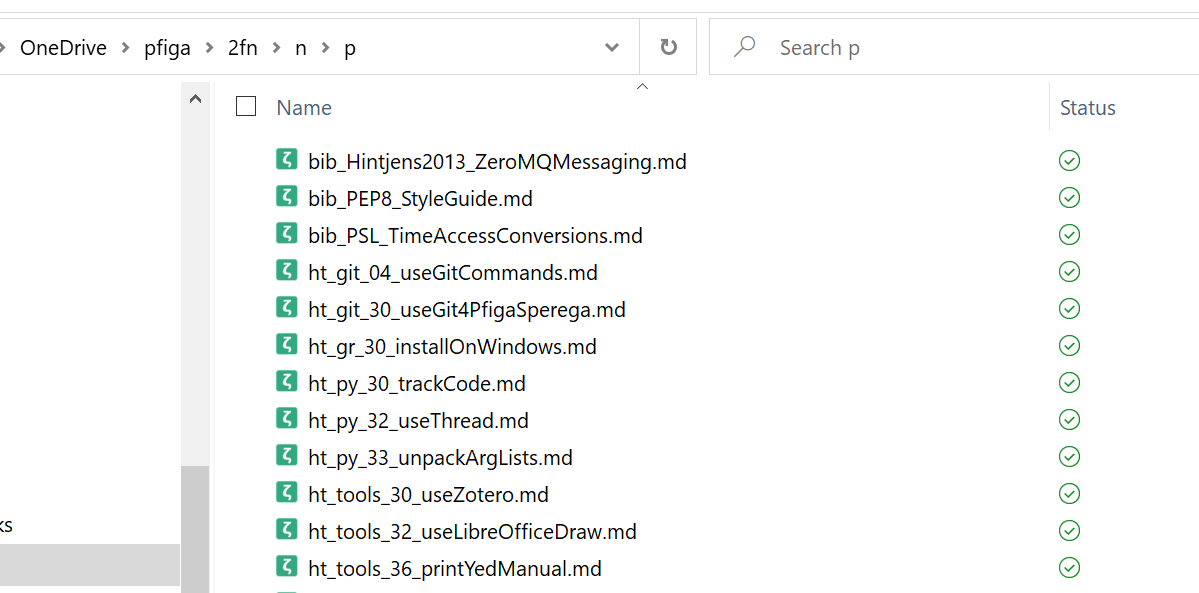 OneDrive > pfiga > 2fn > n > p
Search p
Name Status
bib_Hintjens2013_ZeroMQMessaging.md
bib_PEP8_StyleGuide.md
bib_PSL_TimeAccessConversions.md
ht_git_04_useGitCommands.md
ht_git_30_useGit4PfigaSperega.md
ht_gr_30_installOnWindows.md
ht_py_30_trackCode.md
ht_py_32_useThread.md
ht_py_33_unpackArgLists.md
ht_tools_30_useZotero.md
ks
ht_tools_32_useLibreOfficeDraw.md
ht_tools_36_printYedManual.md